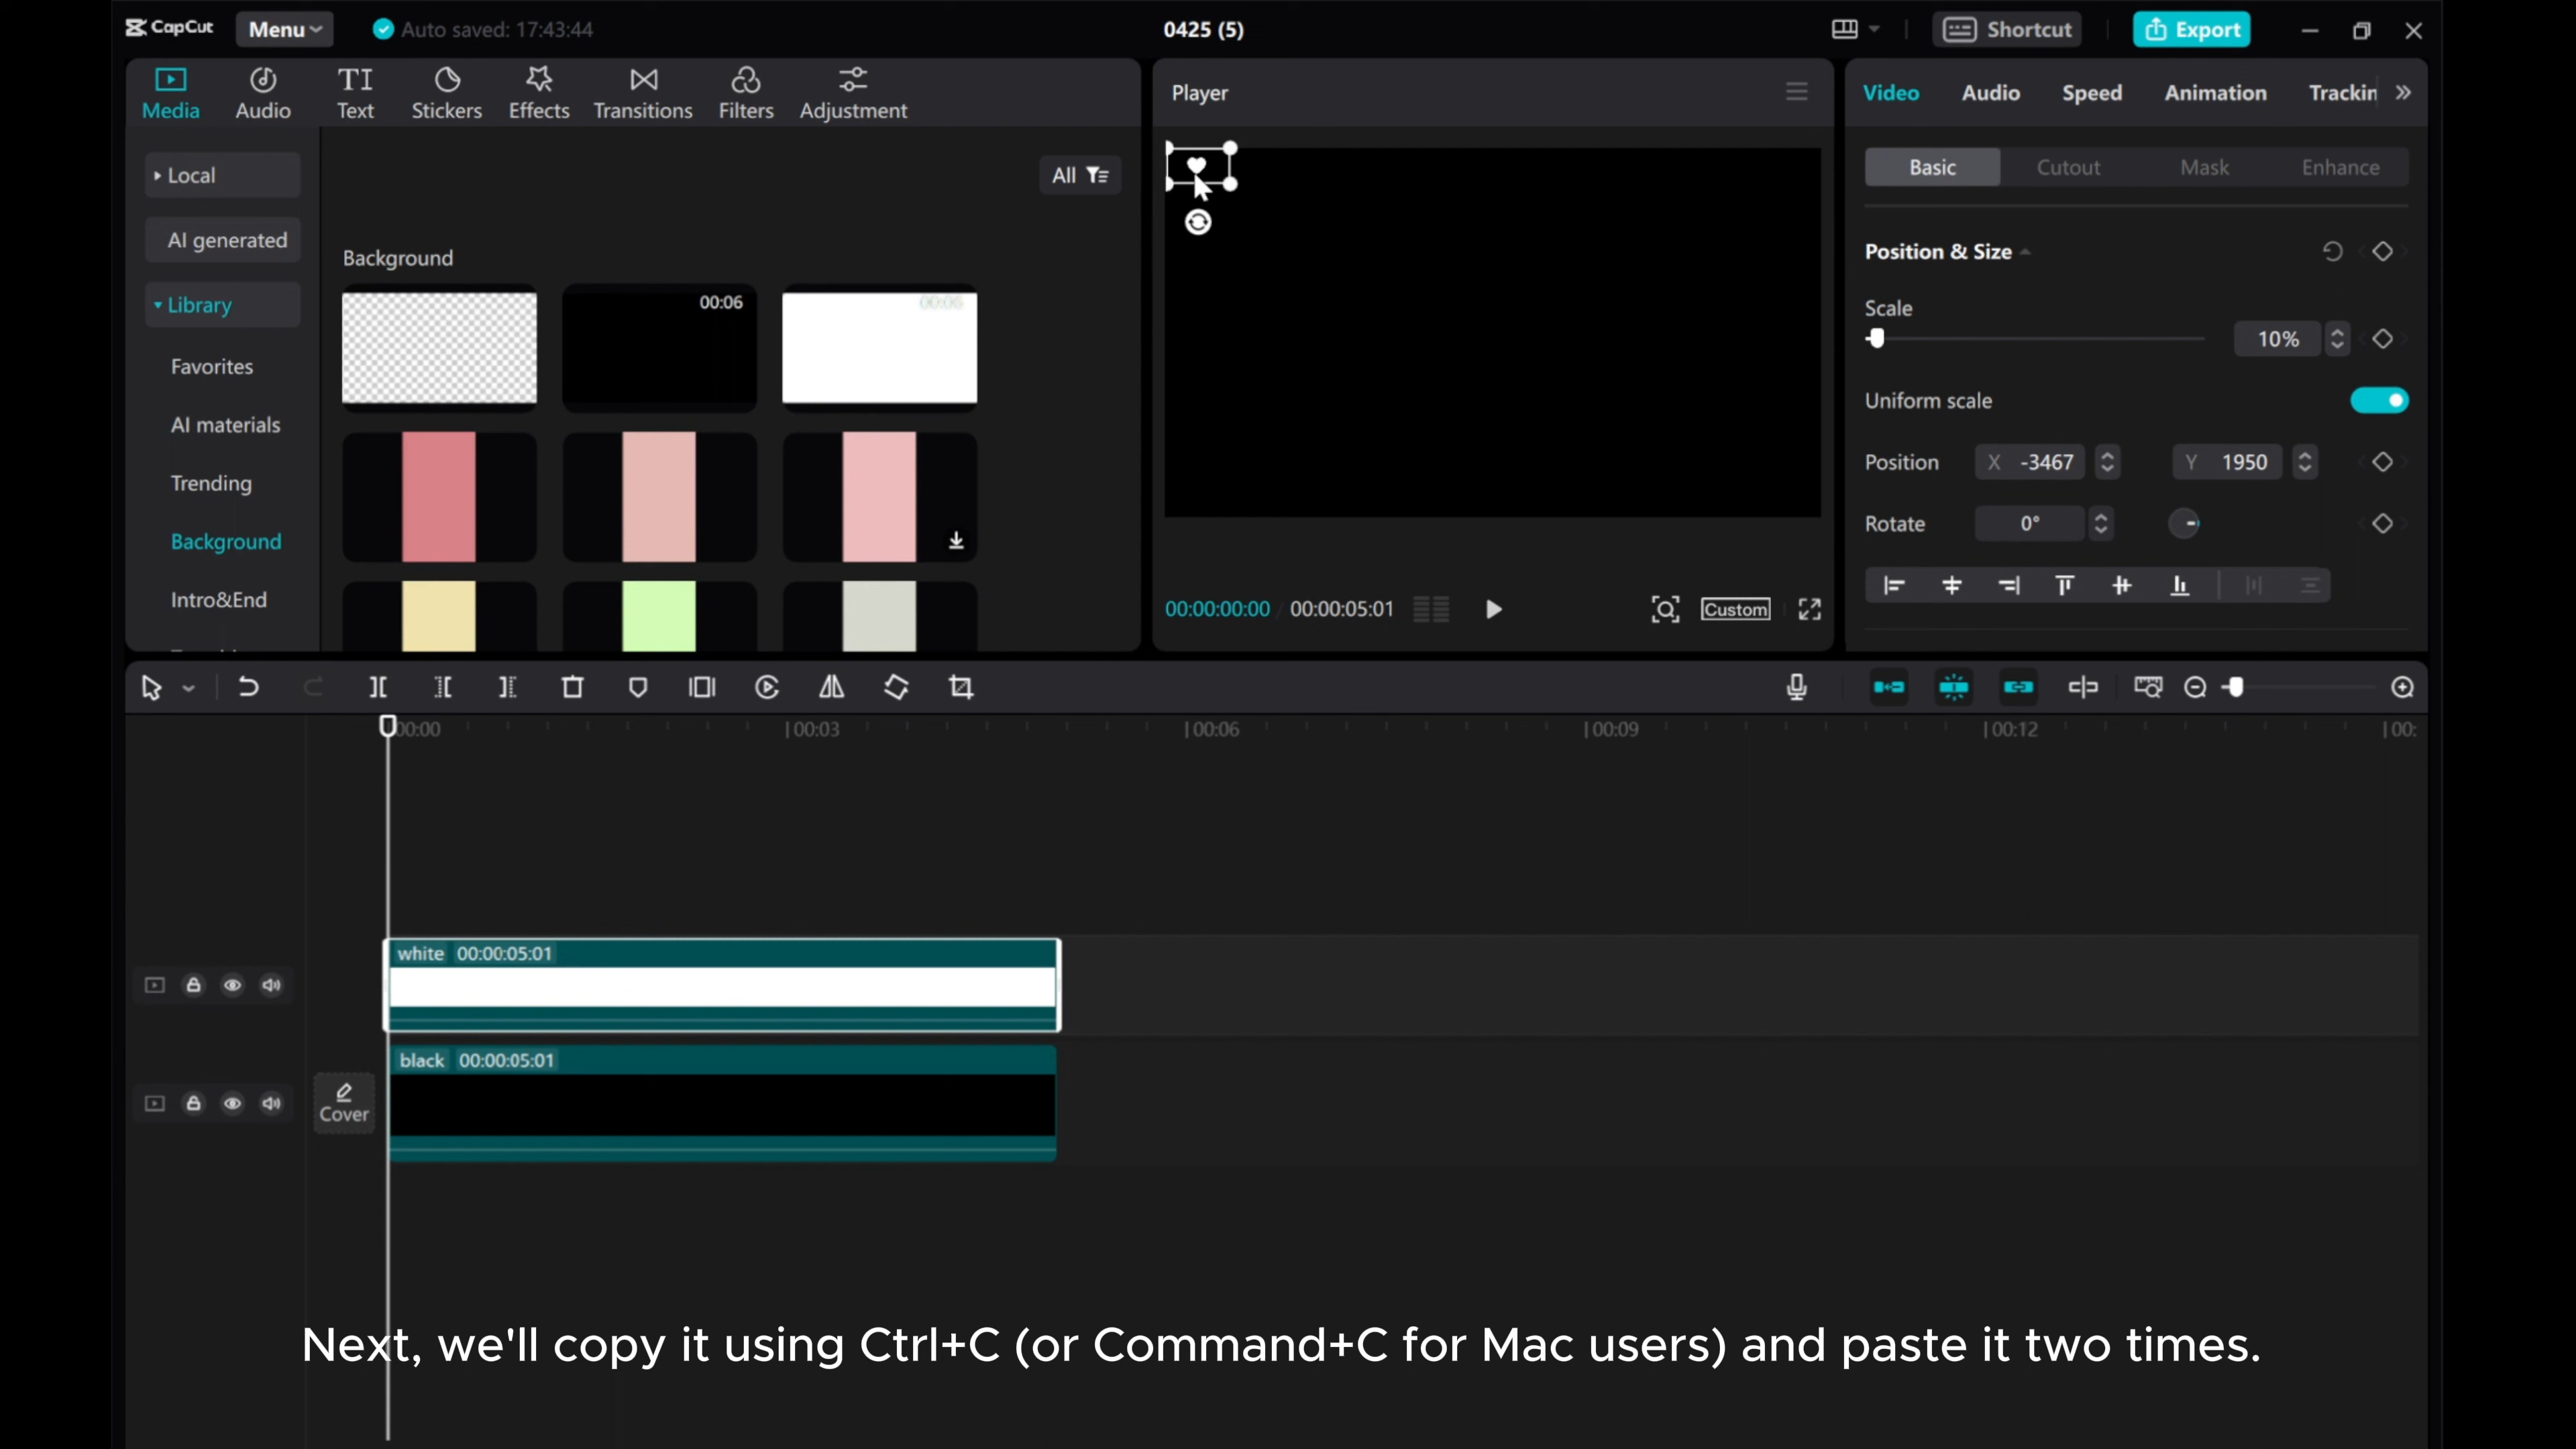 CapCut
Menu
Auto saved: 17:43:44
0425 (5)
Shortcut
Export
Media
Audio
Text
Stickers
Effects
Transitions
Filters
Adjustment
Local
AI generated
Library
Favorites
AI materials
Trending
Background
Intro&End
All
Background
00:06
00:06
Player
00:00:00:00 / 00:00:05:01
Custom
Video
Audio
Speed
Animation
Trackin
Basic
Cutout
Mask
Enhance
Position & Size
Scale
10%
Uniform scale
Position
X -3467
Y 1950
Rotate
0°
00:00
00:03
00:06
00:09
00:12
00:
white 00:00:05:01
black 00:00:05:01
Cover
Next, we'll copy it using Ctrl+C (or Command+C for Mac users) and paste it two times.